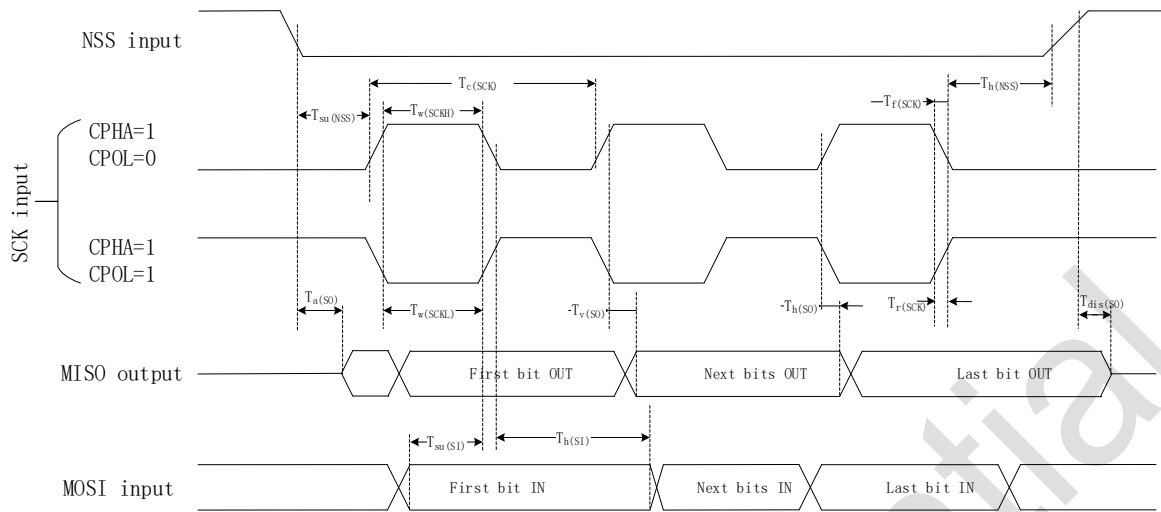 NSS input
Tc(SCK)
Th(NSS)
Tsu(NSS)
Tw(SCKH)
Tf(SCK)
CPHA=1
CPOL=0
SCK input
CPHA=1
CPOL=1
Ta(SO)
Tw(SCKL)
Tv(SO)
Th(SO)
Tr(SCK)
Tdis(SO)
MISO output
First bit OUT
Next bits OUT
Last bit OUT
Tsu(SI)
Th(SI)
MOSI input
First bit IN
Next bits IN
Last bit IN